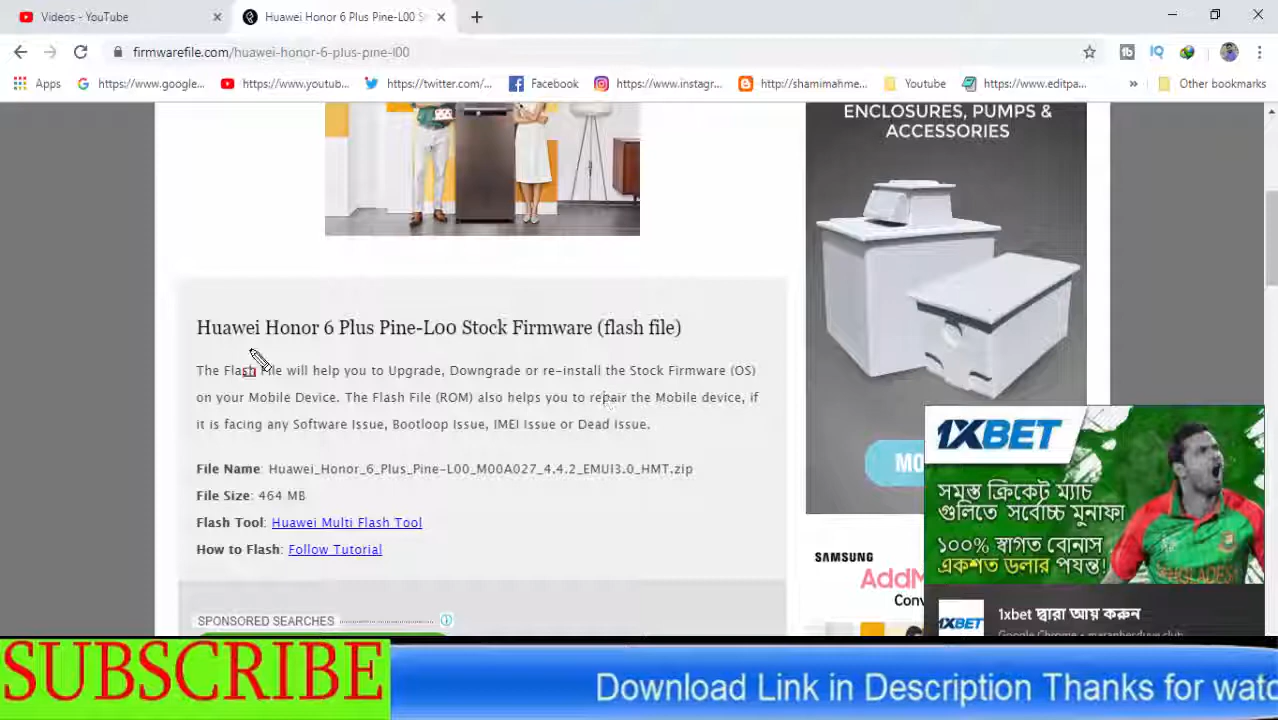 Videos - YouTube
Huawei Honor 6 Plus Pine-L00 S
firmwarefile.com/huawei-honor-6-plus-pine-l00
Apps
https://www.google...
https://www.youtub...
https://twitter.com/...
Facebook
https://www.instagr...
http://shamimahme...
Youtube
https://www.editpa...
Other bookmarks
ENCLOSURES, PUMPS &
ACCESSORIES
Huawei Honor 6 Plus Pine-L00 Stock Firmware (flash file)
The Flash File will help you to Upgrade, Downgrade or re-install the Stock Firmware (OS)
on your Mobile Device. The Flash File (ROM) also helps you to repair the Mobile device, if
it is facing any Software Issue, Bootloop Issue, IMEI Issue or Dead Issue.
File Name: Huawei_Honor_6_Plus_Pine-L00_M00A027_4.4.2_EMUI3.0_HMT.zip
File Size: 464 MB
Flash Tool: Huawei Multi Flash Tool
How to Flash: Follow Tutorial
SPONSORED SEARCHES
MO
SAMSUNG
AddM
Conv
1XBET
সমস্ত ক্রিকেট ম্যাচ
গুলিতে সর্বোচ্চ মুনাফা
১০০% স্বাগত বোনাস
একশত ডলার পর্যন্ত!
BANGLADESH
1XBET
1xbet দ্বারা আয় করুন
SUBSCRIBE
Download Link in Description Thanks for watc